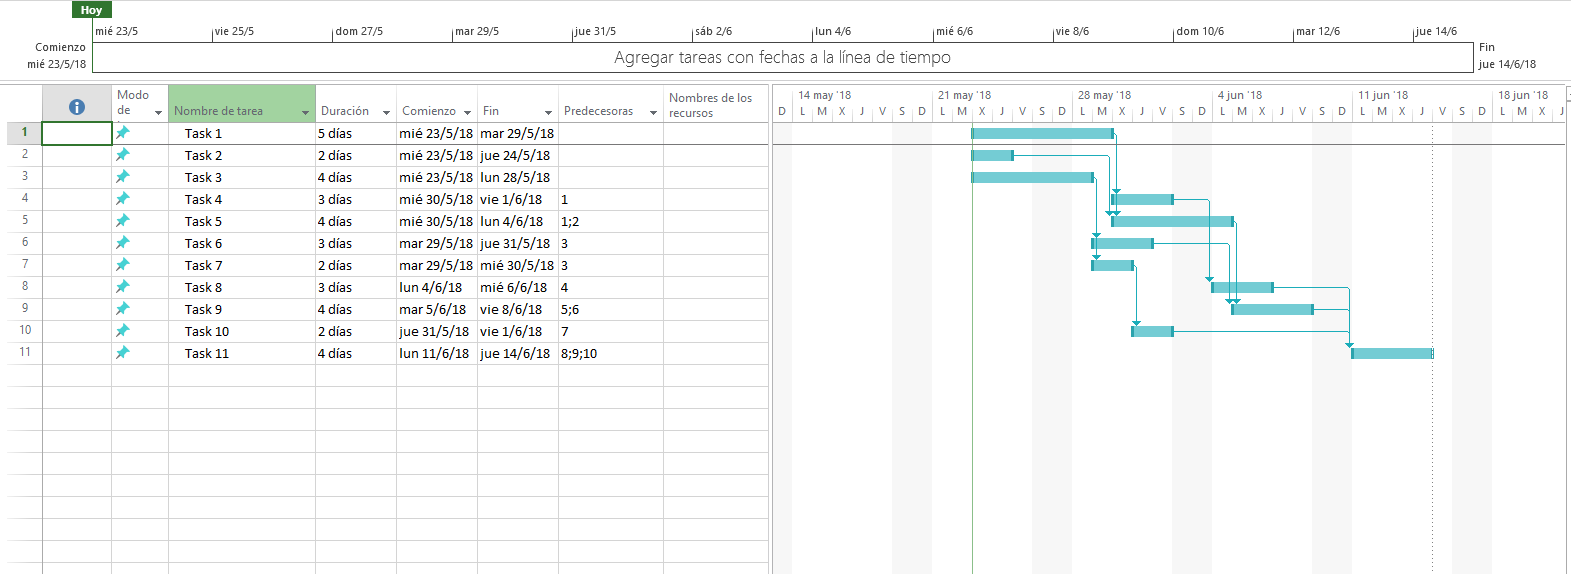 Hoy
mié 23/5 vie 25/5 dom 27/5 mar 29/5 jue 31/5 sáb 2/6 lun 4/6 mié 6/6 vie 8/6 dom 10/6 mar 12/6 jue 14/6
Comienzo
mié 23/5/18
Agregar tareas con fechas a la línea de tiempo
Fin
jue 14/6/18
Modo de Nombre de tarea Duración Comienzo Fin Predecesoras Nombres de los recursos
14 may '18 21 may '18 28 may '18 4 jun '18 11 jun '18 18 jun '18
D L M X J V S D L M X J V S D L M X J V S D L M X J V S D L M X J V S D L M X J
1 Task 1 5 días mié 23/5/18 mar 29/5/18
2 Task 2 2 días mié 23/5/18 jue 24/5/18
3 Task 3 4 días mié 23/5/18 lun 28/5/18
4 Task 4 3 días mié 30/5/18 vie 1/6/18 1
5 Task 5 4 días mié 30/5/18 lun 4/6/18 1;2
6 Task 6 3 días mar 29/5/18 jue 31/5/18 3
7 Task 7 2 días mar 29/5/18 mié 30/5/18 3
8 Task 8 3 días lun 4/6/18 mié 6/6/18 4
9 Task 9 4 días mar 5/6/18 vie 8/6/18 5;6
10 Task 10 2 días jue 31/5/18 vie 1/6/18 7
11 Task 11 4 días lun 11/6/18 jue 14/6/18 8;9;10